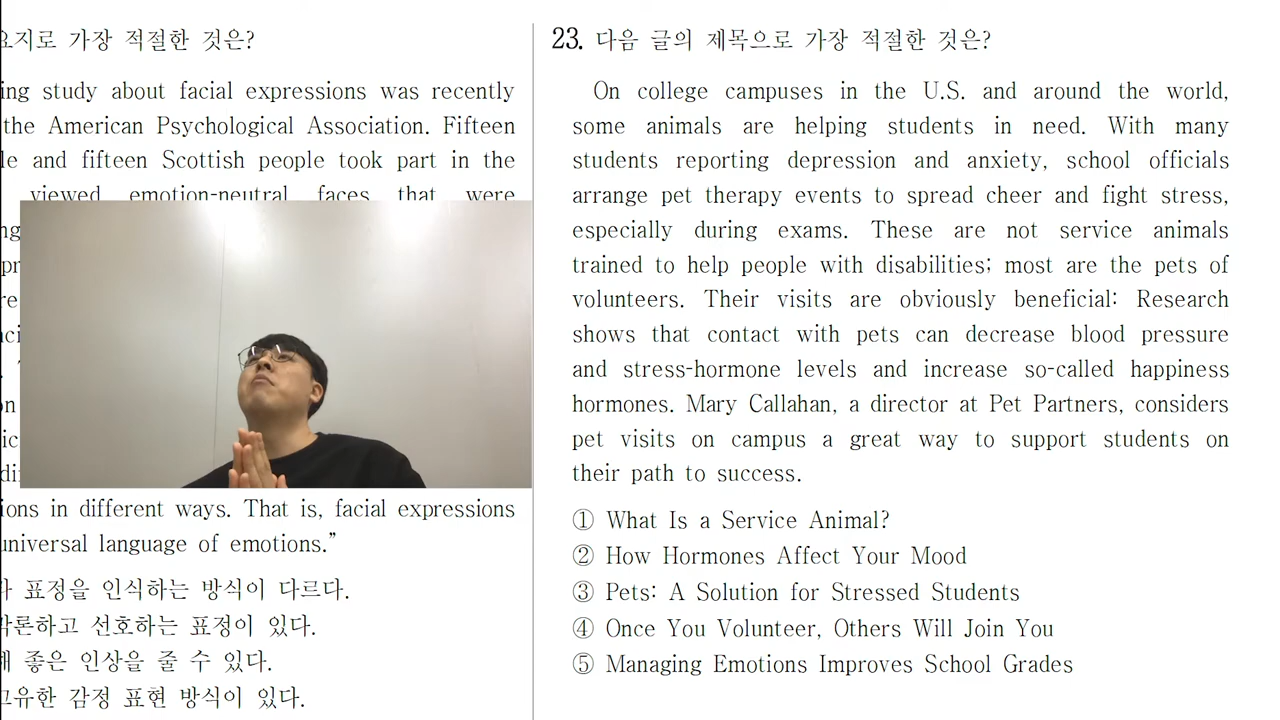 요지로 가장 적절한 것은?
ing study about facial expressions was recently
the American Psychological Association. Fifteen
and fifteen Scottish people took part in the
viewed emotion-neutral faces that were
ions in different ways. That is, facial expressions
universal language of emotions.”
표정을 인식하는 방식이 다르다.
선호하는 표정이 있다.
좋은 인상을 줄 수 있다.
감정 표현 방식이 있다.
23. 다음 글의 제목으로 가장 적절한 것은?
On college campuses in the U.S. and around the world,
some animals are helping students in need. With many
students reporting depression and anxiety, school officials
arrange pet therapy events to spread cheer and fight stress,
especially during exams. These are not service animals
trained to help people with disabilities; most are the pets of
volunteers. Their visits are obviously beneficial: Research
shows that contact with pets can decrease blood pressure
and stress-hormone levels and increase so-called happiness
hormones. Mary Callahan, a director at Pet Partners, considers
pet visits on campus a great way to support students on
their path to success.
① What Is a Service Animal?
② How Hormones Affect Your Mood
③ Pets: A Solution for Stressed Students
④ Once You Volunteer, Others Will Join You
⑤ Managing Emotions Improves School Grades